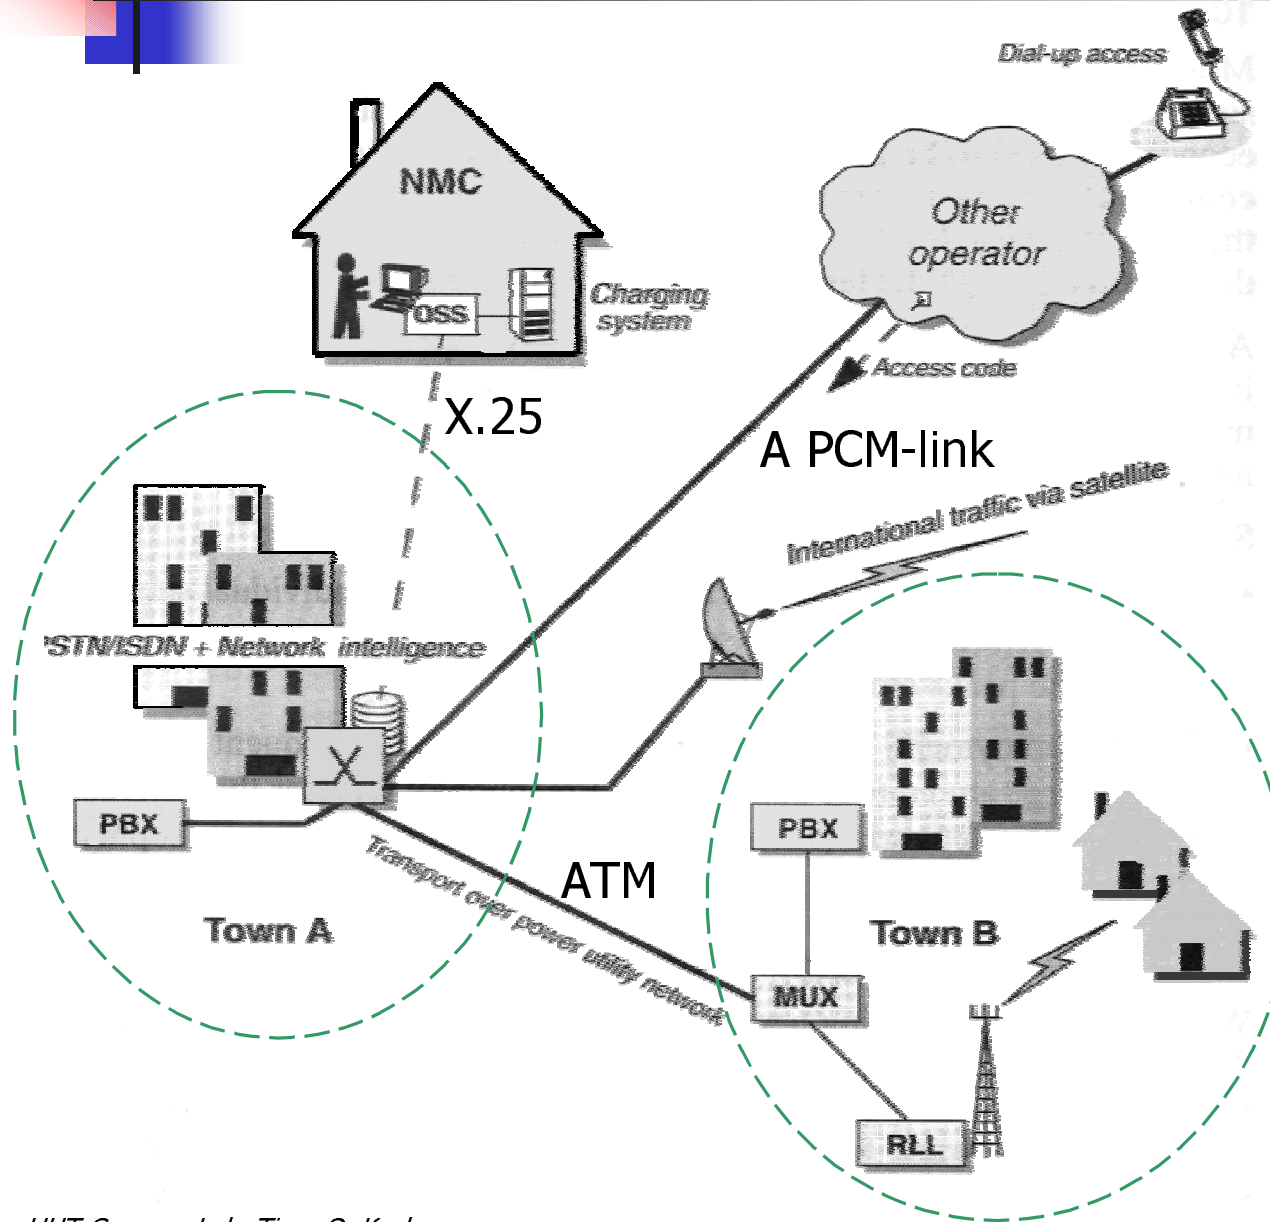 Dial-up access
NMC
Other
operator
Charging
system
OSS
Access code
X.25
A PCM-link
International traffic via satellite
STN/ISDN + Network intelligence
PBX
PBX
Transport over power utility network
ATM
Town A
Town B
MUX
RLL